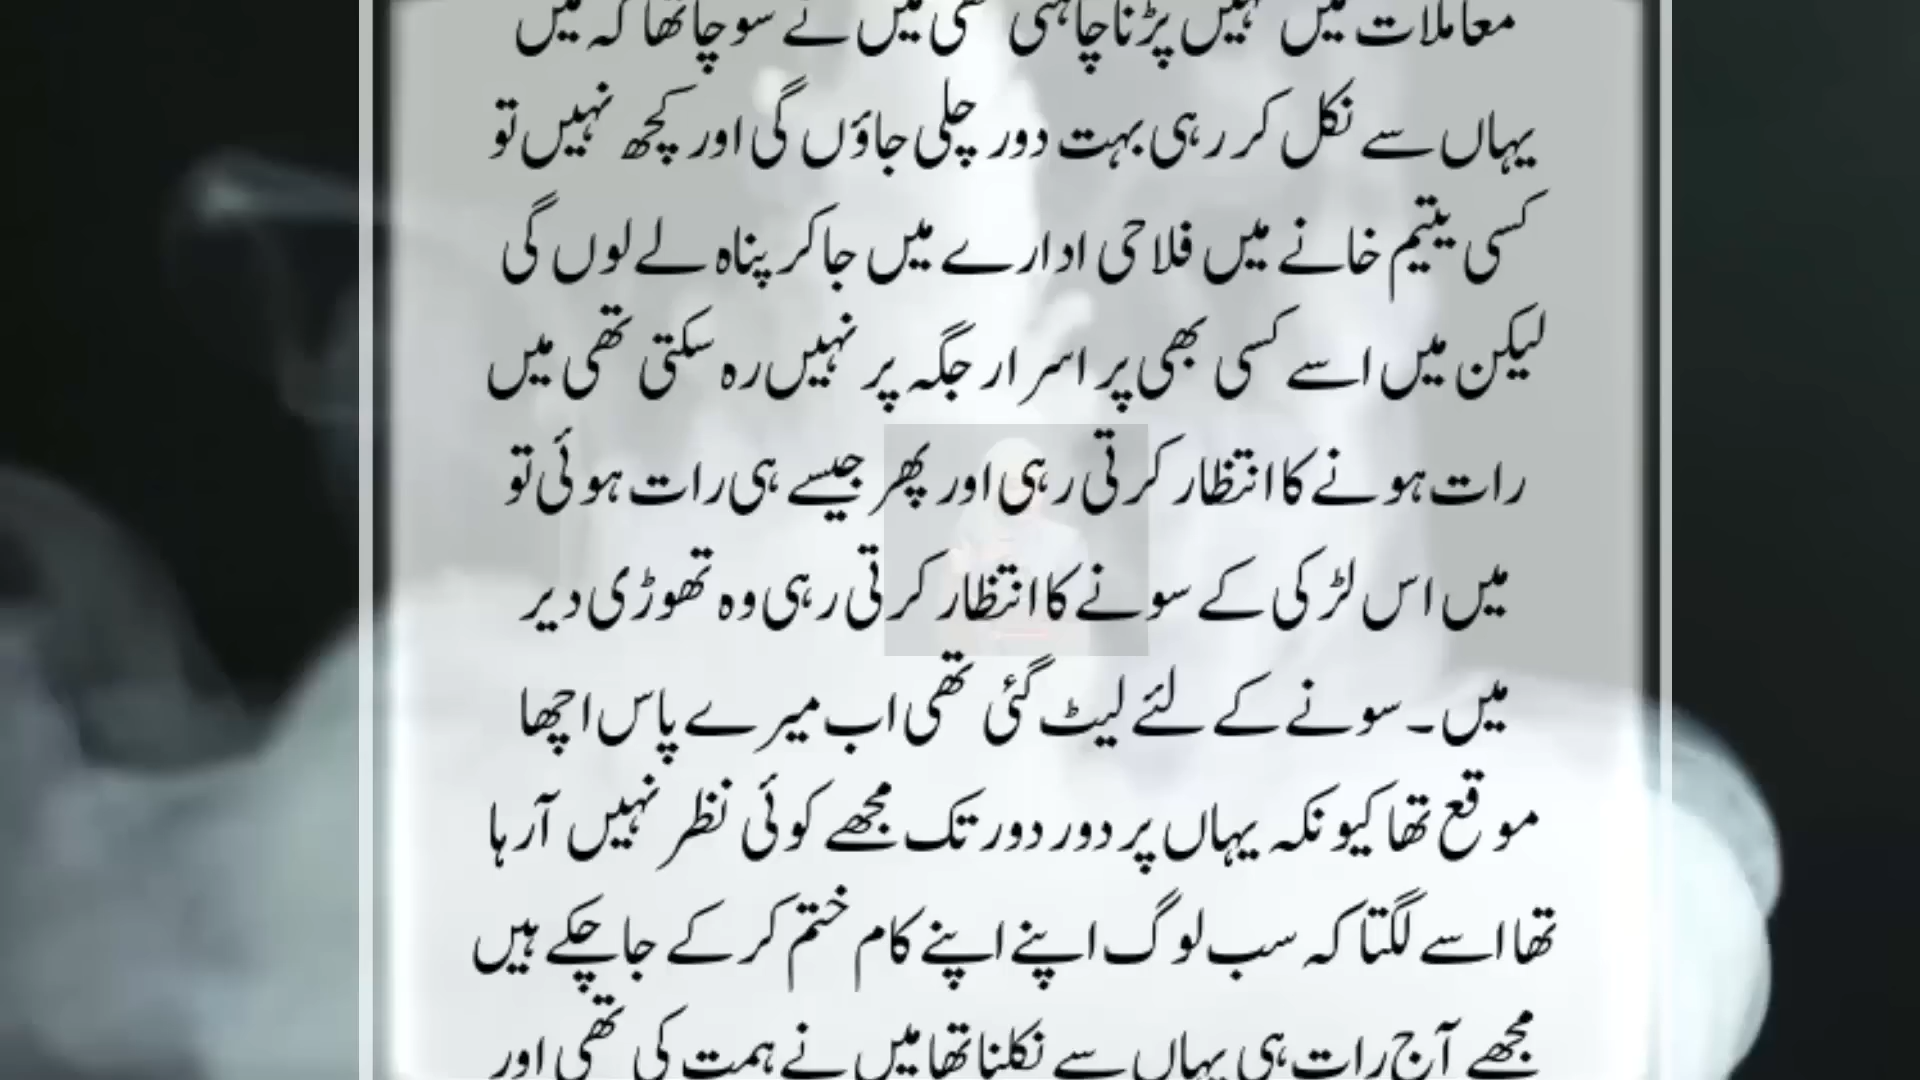 معاملات میں نہیں پڑنا چاہتی تھی میں نے سوچا تھا کہ میں
یہاں سے نکل کر رہی بہت دور چلی جاؤں گی اور کچھ نہیں تو
کسی یتیم خانے میں فلاحی ادارے میں جا کر پناہ لے لوں گی
لیکن میں اسے کسی بھی پر اسرار جگہ پر نہیں رہ سکتی تھی میں
رات ہونے کا انتظار کرتی رہی اور پھر جیسے ہی رات ہوئی تو
میں اس لڑکی کے سونے کا انتظار کرتی رہی وہ تھوڑی دیر
میں۔ سونے کے لئے لیٹ گئی تھی اب میرے پاس اچھا
موقع تھا کیونکہ یہاں پر دور دور تک مجھے کوئی نظر نہیں آرہا
تھا اسے لگتا کہ سب لوگ اپنے اپنے کام ختم کر کے جا چکے ہیں
مجھے آج رات ہی یہاں سے نکلنا تھا میں نے ہمت کی تھی اور